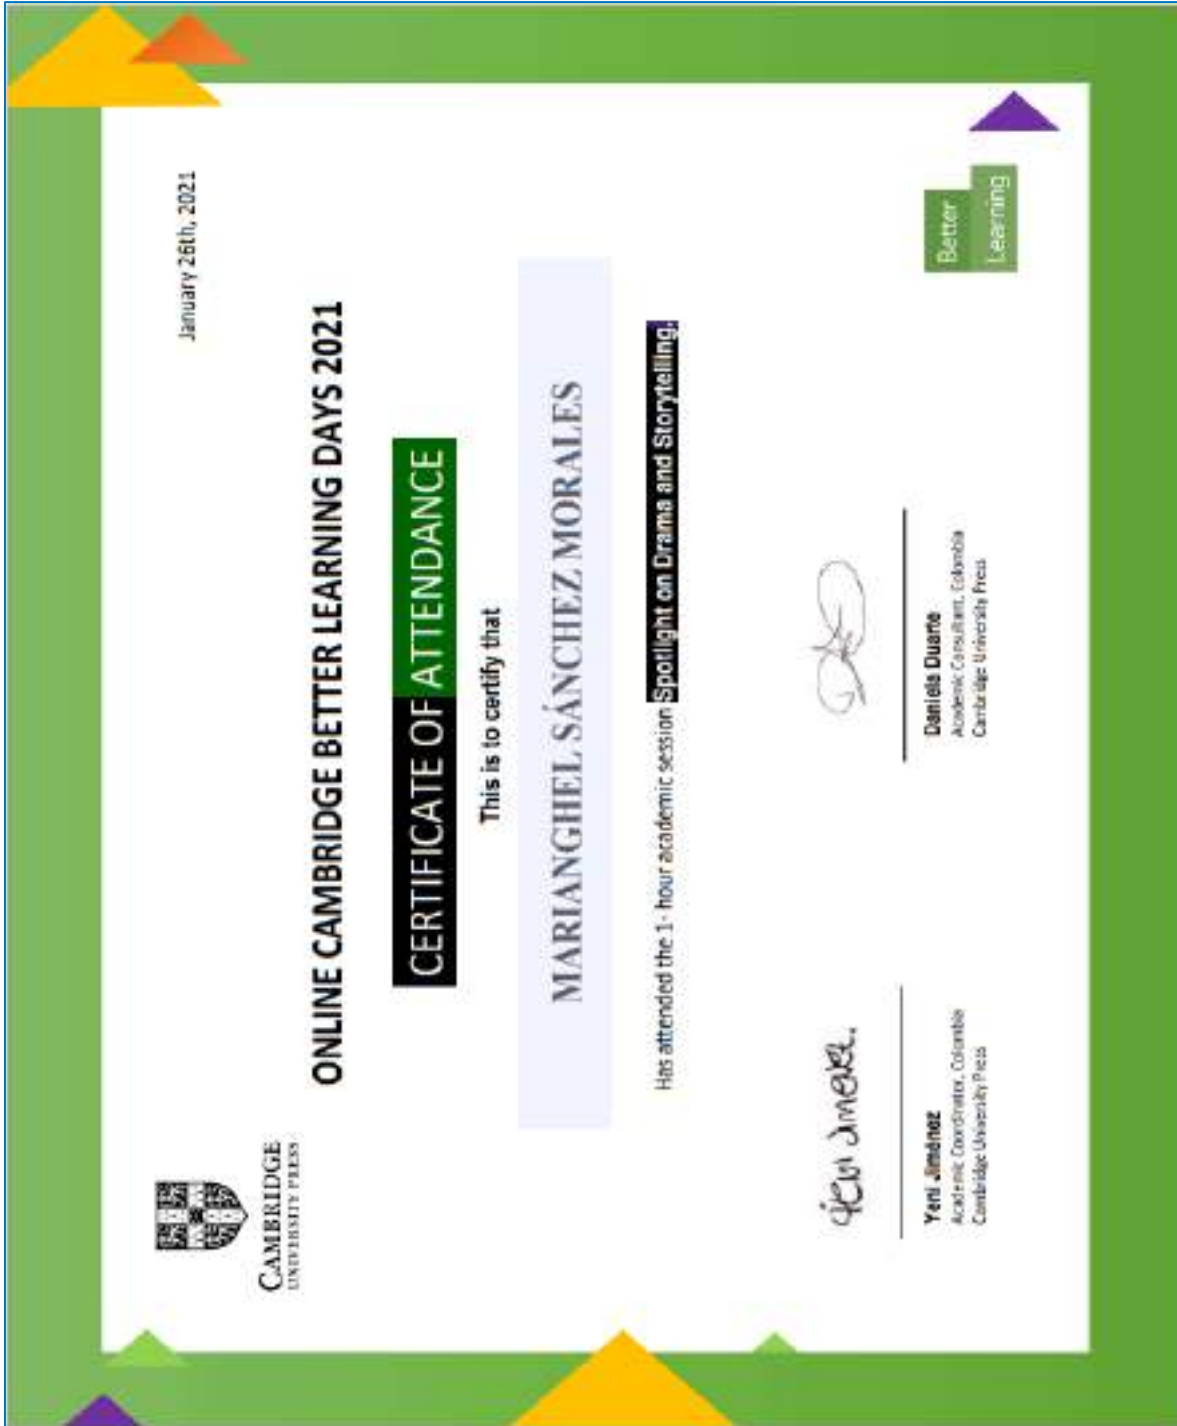 CAMBRIDGE
UNIVERSITY PRESS
January 26th, 2021
ONLINE CAMBRIDGE BETTER LEARNING DAYS 2021
CERTIFICATE OF ATTENDANCE
This is to certify that
MARIANGHEL SÁNCHEZ MORALES
Has attended the 1- hour academic session Spotlight on Drama and Storytelling.
Yeni Jiménez.
Yeni Jiménez
Academic Coordinator, Colombia
Cambridge University Press
Daniela Duarte
Academic Consultant, Colombia
Cambridge University Press
Better
Learning